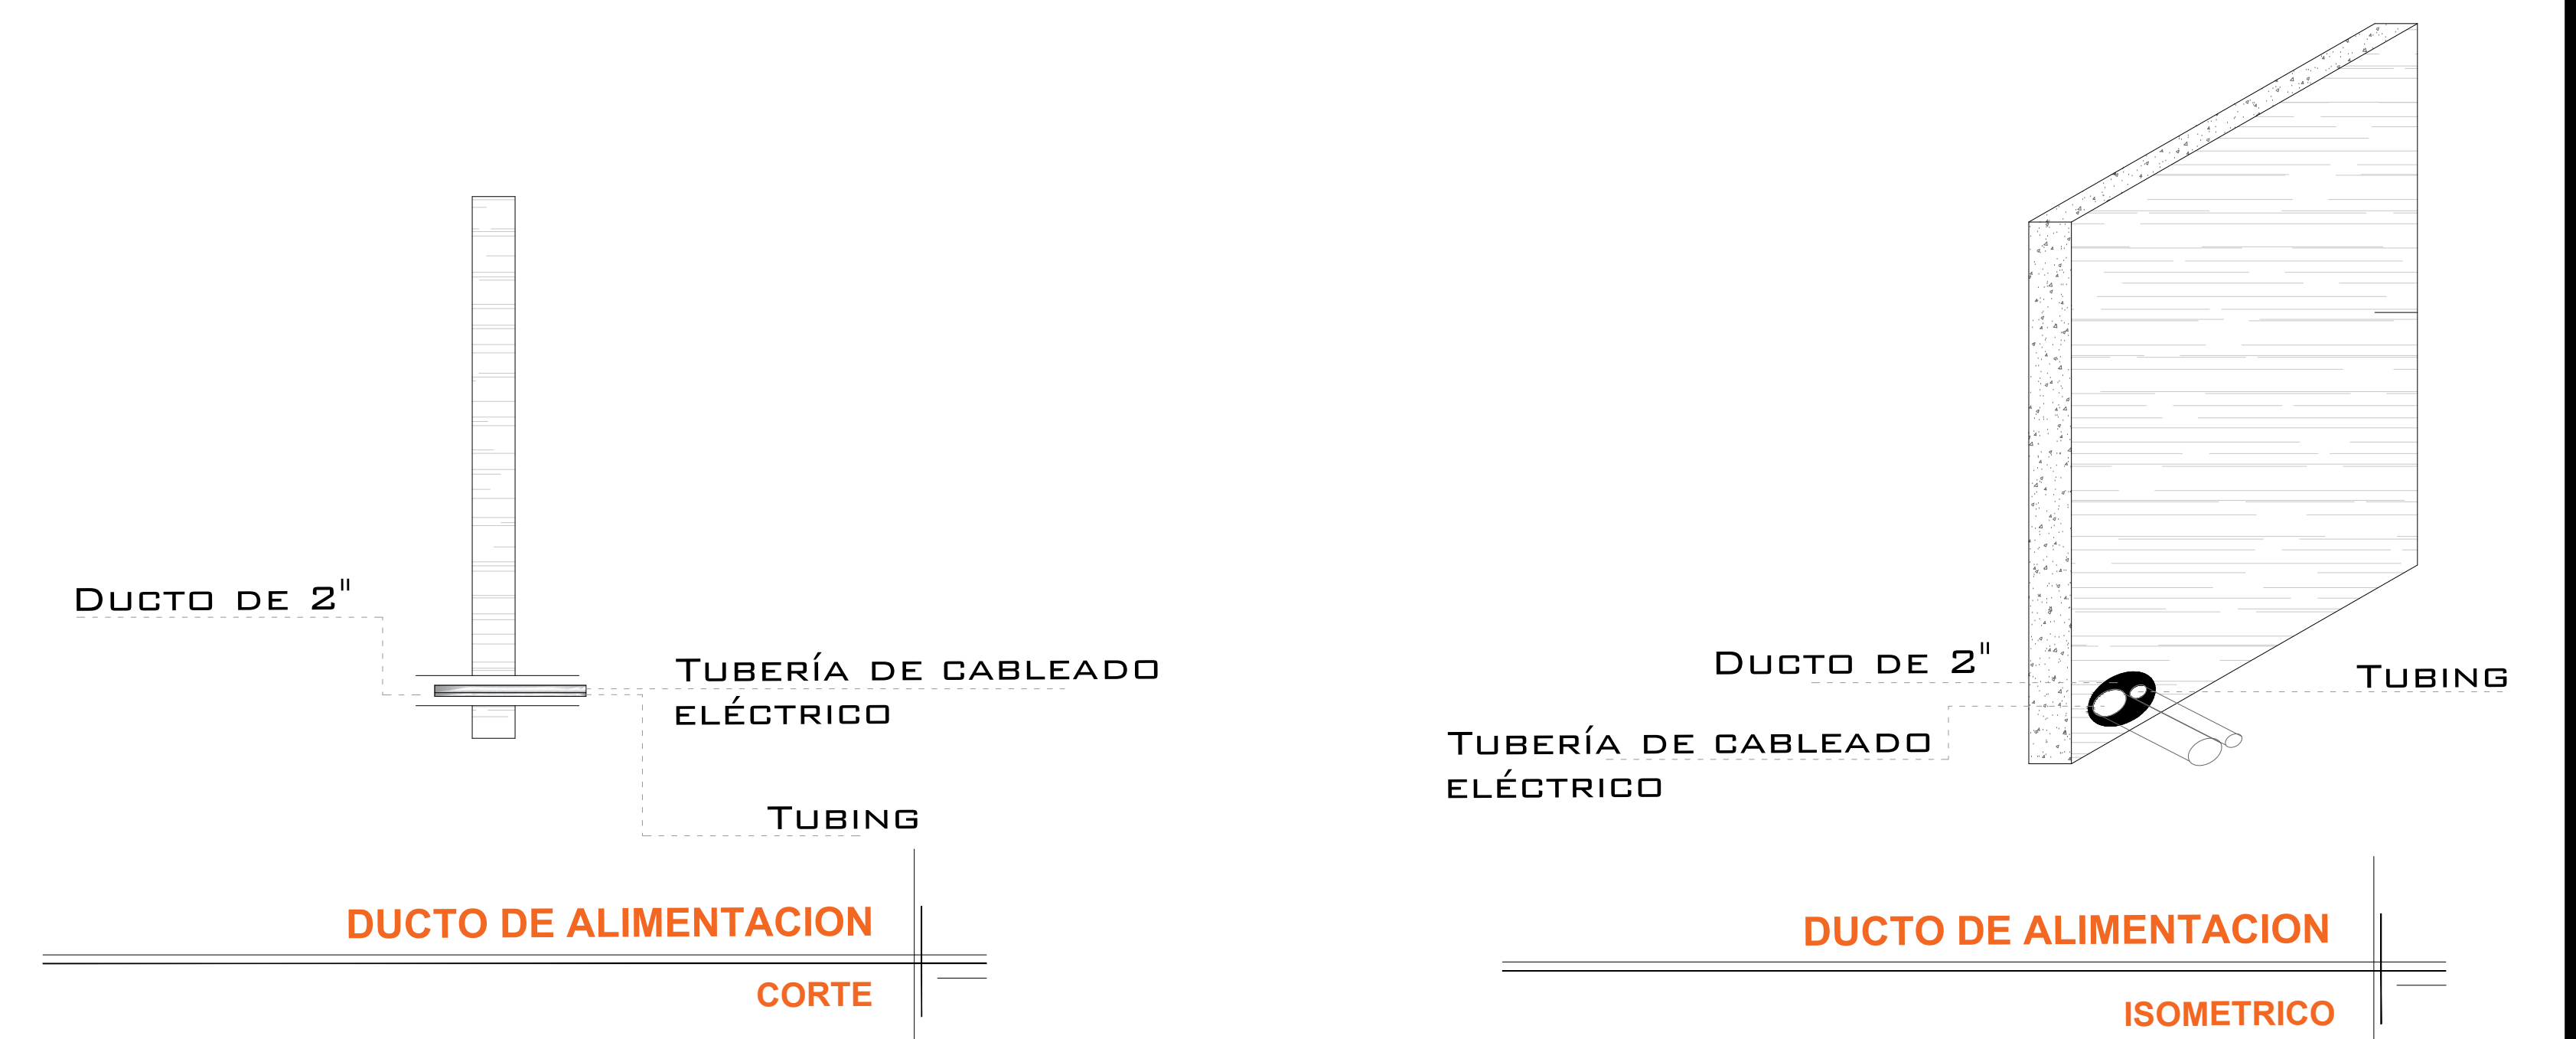 Ducto de 2"
Tubería de cableado
eléctrico
Tubing
DUCTO DE ALIMENTACION
CORTE
Ducto de 2"
Tubing
Tubería de cableado
eléctrico
DUCTO DE ALIMENTACION
ISOMETRICO